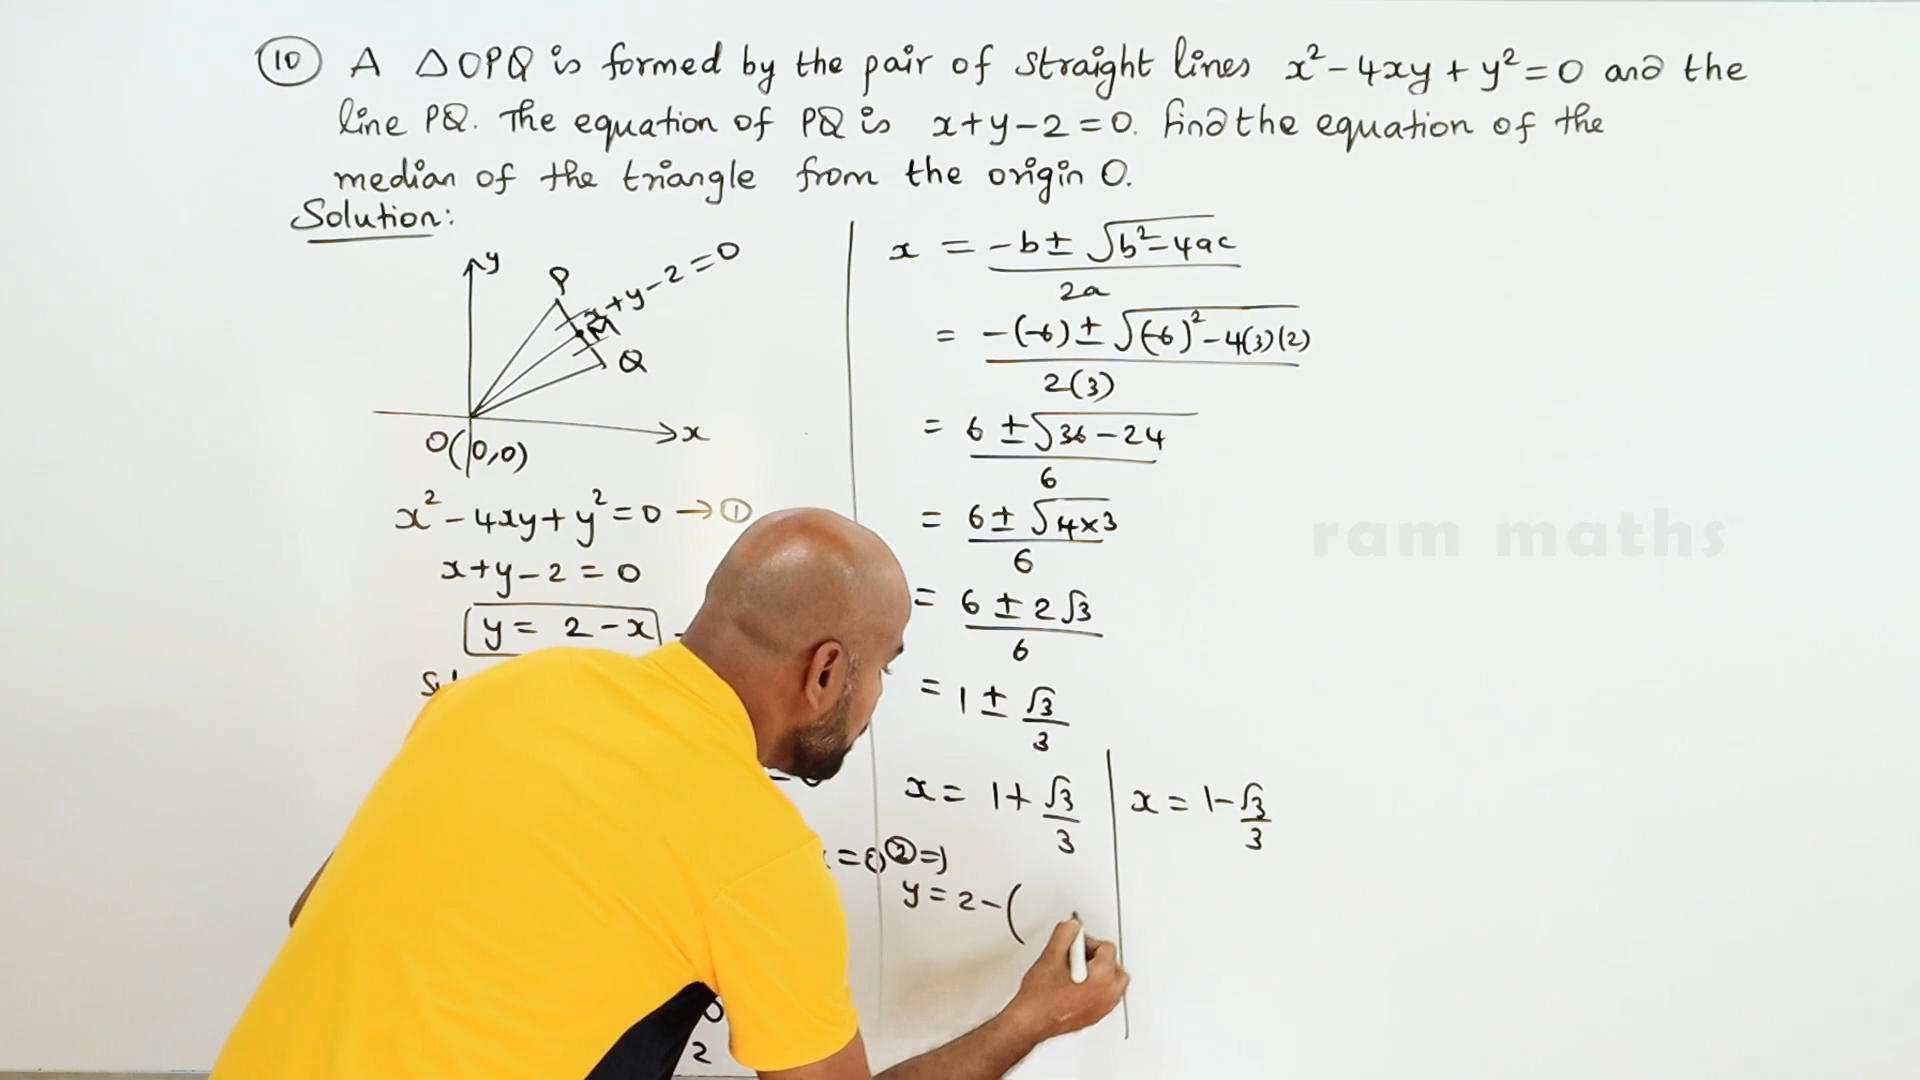 10 A △OPQ is formed by the pair of straight lines x² - 4xy + y² = 0 and the
line PQ. The equation of PQ is x+y-2=0. Find the equation of the
median of the triangle from the origin O.
Solution:
y
P
x+y-2=0
M
Q
x
O(0,0)
x² - 4xy + y² = 0 → ①
x+y-2 = 0
y = 2-x
x = -b ± √b²-4ac
2a
= -(-6) ± √(-6)² - 4(3)(2)
2(3)
= 6 ± √36-24
6
= 6 ± √4×3
6
= 6 ± 2√3
6
= 1 ± √3
3
x = 1 + √3
3
x = 1 - √3
3
②⇒
y = 2 - (
2
ram maths